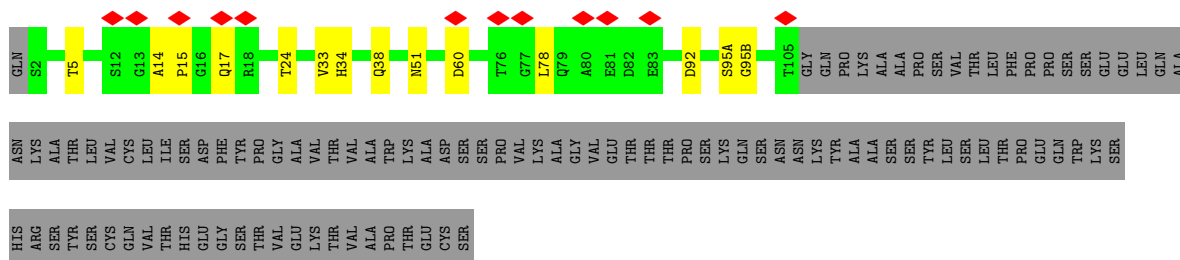 GLN S2 T5 S12 G13 A14 P15 G16 Q17 R18 T24 V33 H34 Q38 N51 D60 T76 G77 L78 Q79 A80 E81 D82 E83 D92 S95A G95B T105 GLY GLN PRO LYS ALA ALA PRO SER VAL THR LEU PHE PRO PRO SER SER GLU GLU LEU GLN ALA
ASN LYS ALA THR LEU VAL CYS LEU ILE SER ASP PHE TYR PRO GLY ALA VAL THR VAL ALA TRP LYS ALA ASP SER SER PRO VAL LYS ALA GLY VAL GLU THR THR THR PRO SER LYS GLN SER ASN ASN LYS TYR ALA ALA SER SER TYR LEU SER LEU THR PRO GLU GLN TRP LYS SER
HIS ARG SER TYR SER CYS GLN VAL THR HIS GLU GLY SER THR VAL GLU LYS THR VAL ALA PRO THR GLU CYS SER